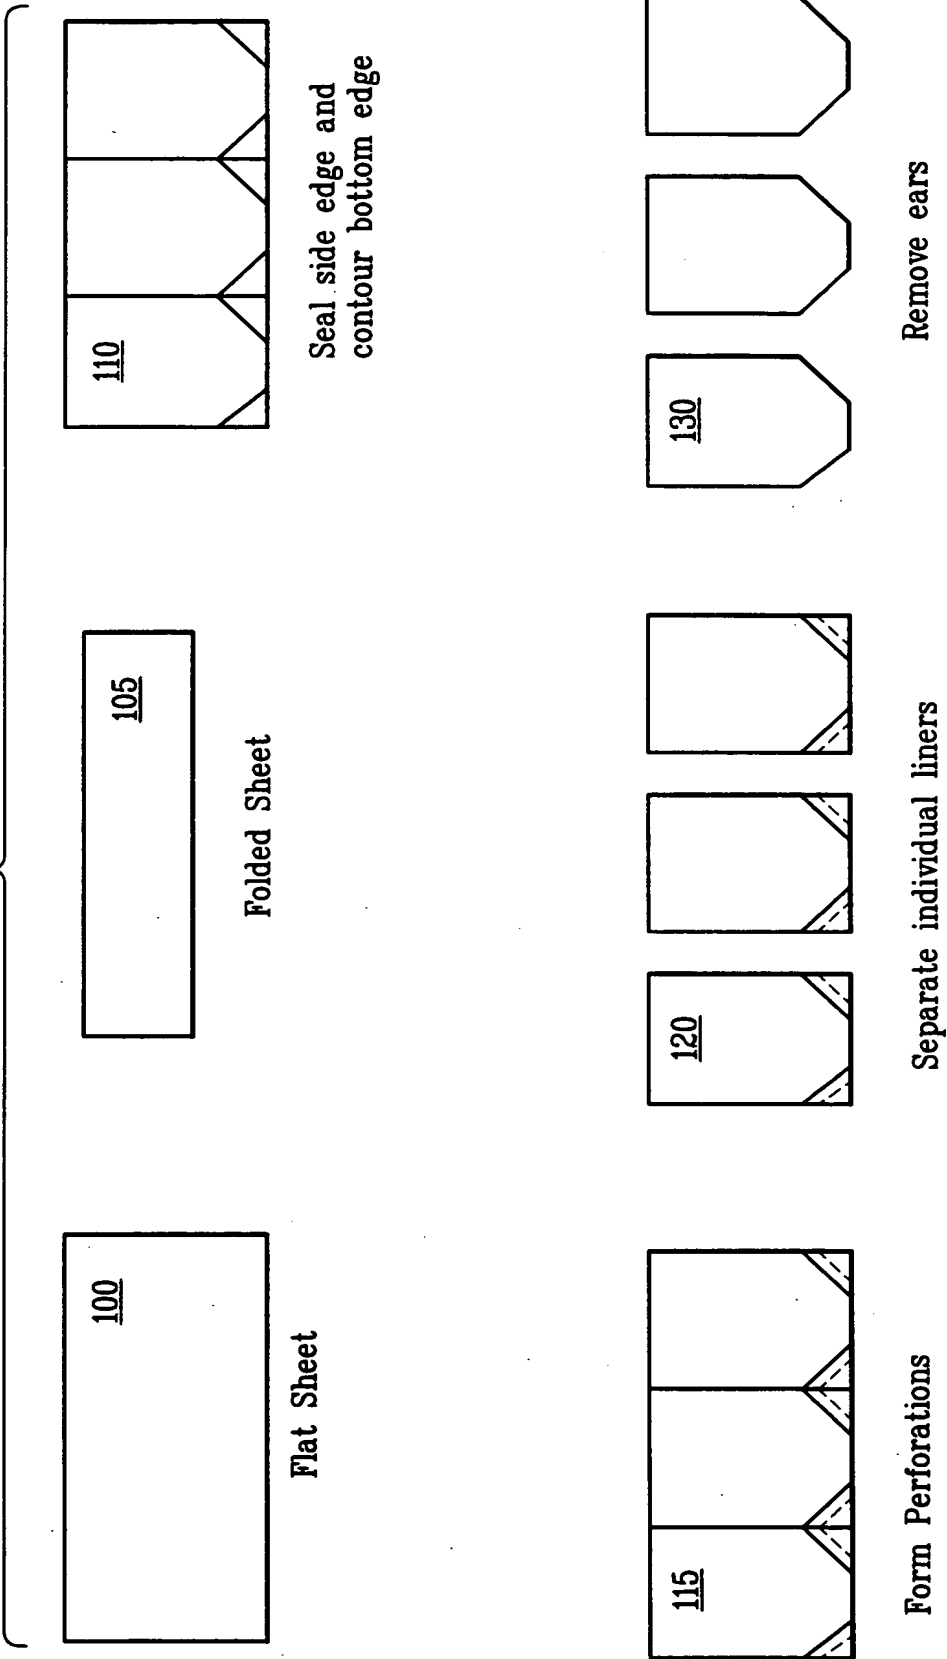 100
Flat Sheet
105
Folded Sheet
110
Seal side edge and
contour bottom edge
115
Form Perforations
120
Separate individual liners
130
Remove ears